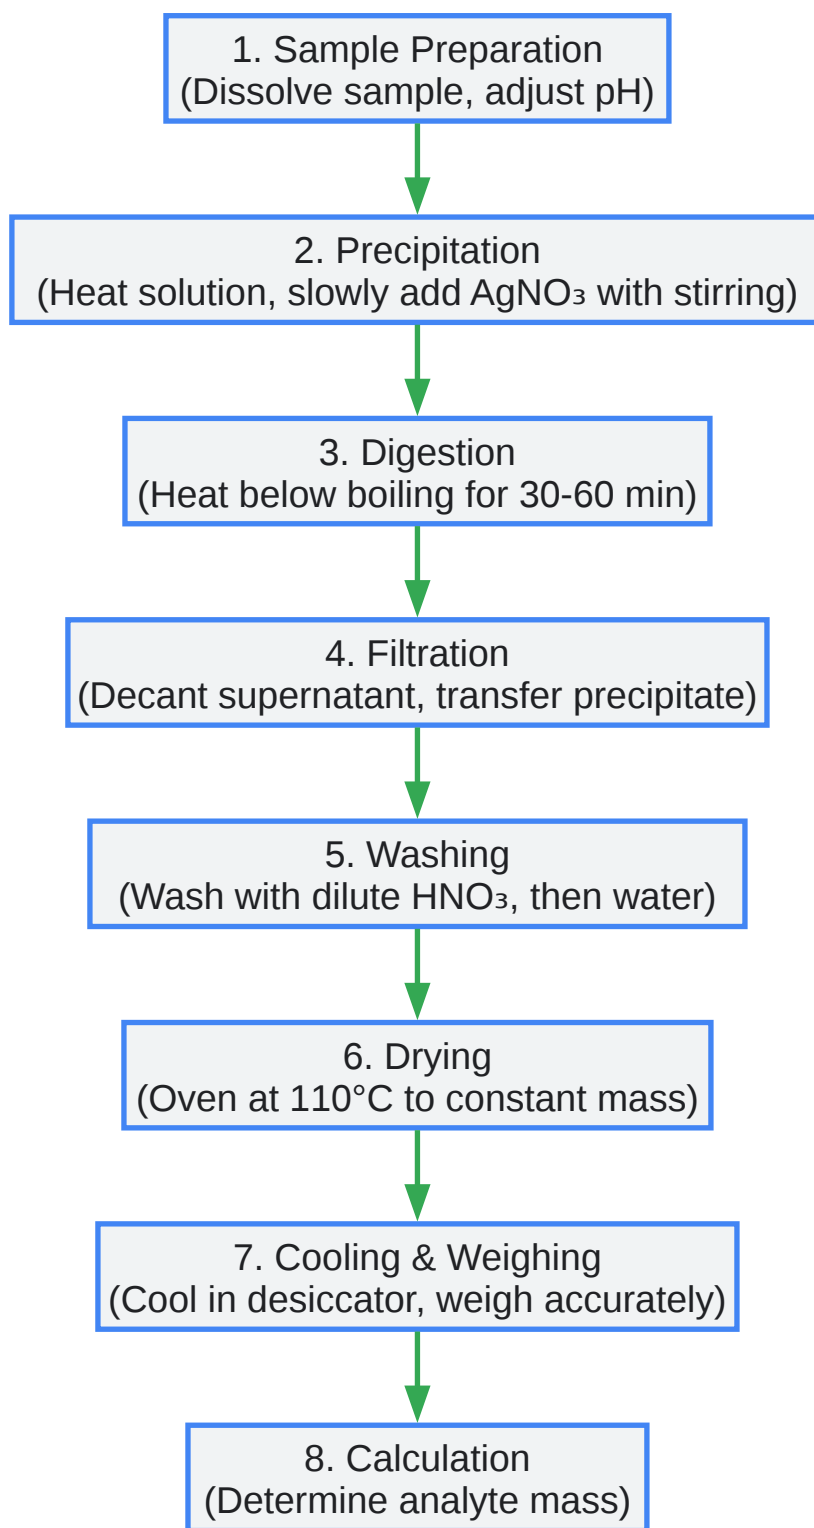 1. Sample Preparation
(Dissolve sample, adjust pH)
2. Precipitation
(Heat solution, slowly add AgNO₃ with stirring)
3. Digestion
(Heat below boiling for 30-60 min)
4. Filtration
(Decant supernatant, transfer precipitate)
5. Washing
(Wash with dilute HNO₃, then water)
6. Drying
(Oven at 110°C to constant mass)
7. Cooling & Weighing
(Cool in desiccator, weigh accurately)
8. Calculation
(Determine analyte mass)